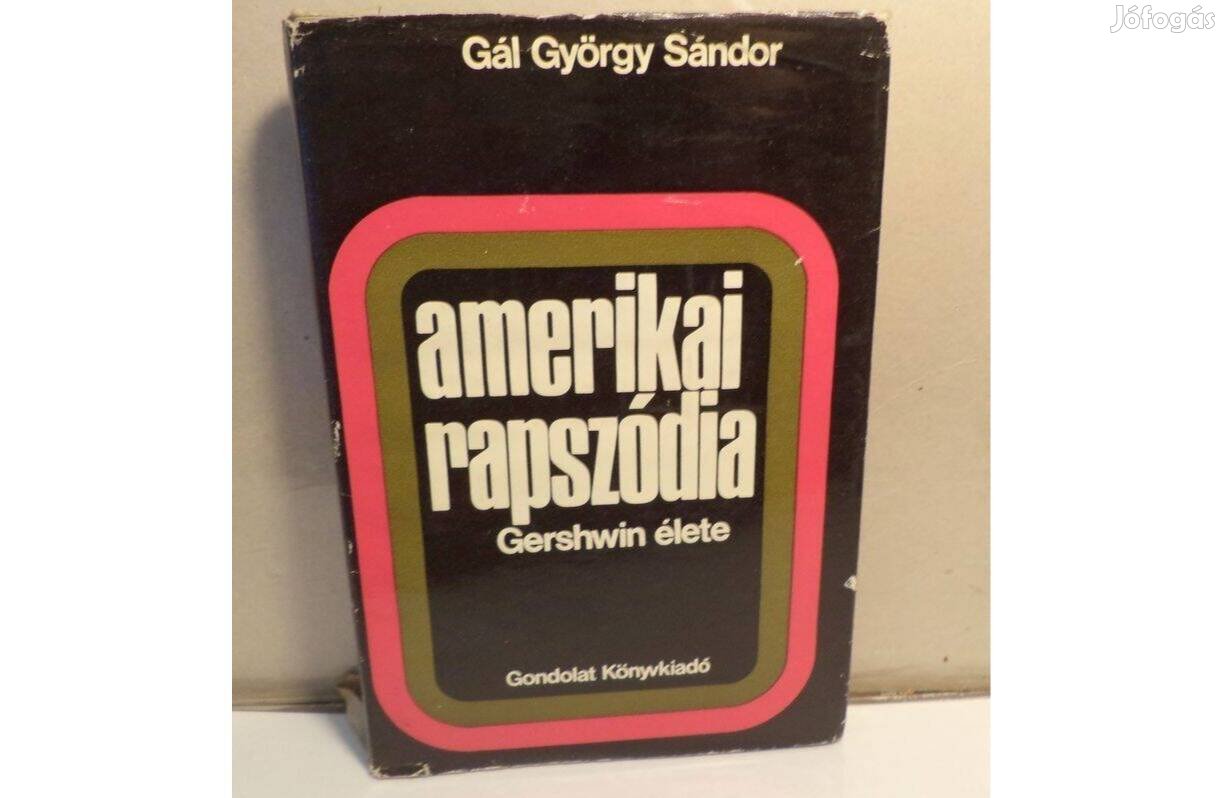 Jófogás
Gál György Sándor
amerikai
rapszódia
Gershwin élete
Gondolat Könyvkiadó